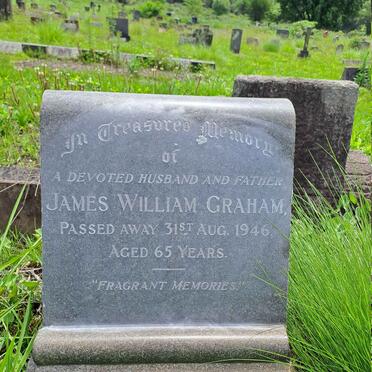 In Treasured Memory
of
A DEVOTED HUSBAND AND FATHER
JAMES WILLIAM GRAHAM,
PASSED AWAY 31ST AUG. 1946
AGED 65 YEARS.
"FRAGRANT MEMORIES."